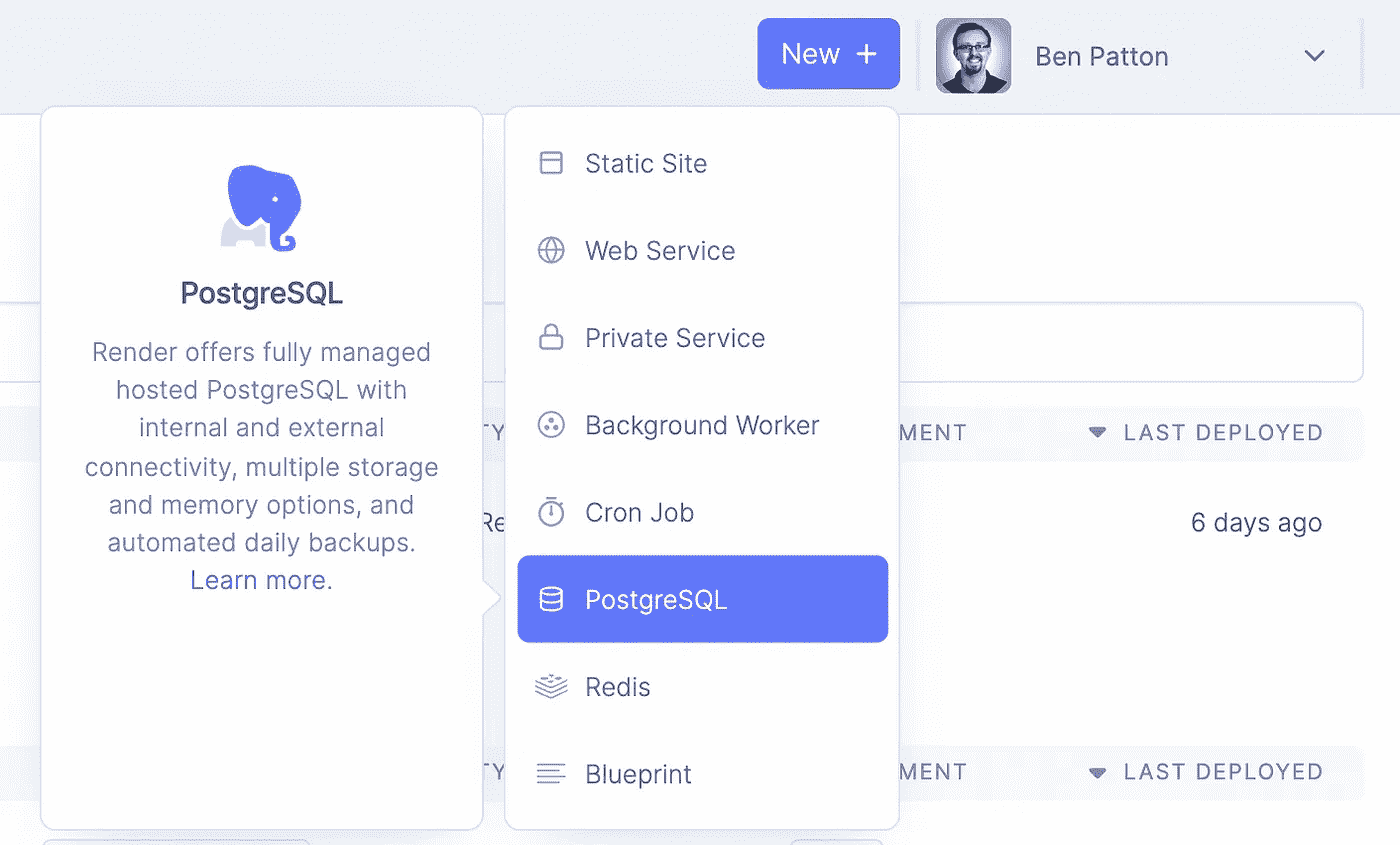 New +
Ben Patton
PostgreSQL
Render offers fully managed
hosted PostgreSQL with
internal and external
connectivity, multiple storage
and memory options, and
automated daily backups.
Learn more.
Static Site
Web Service
Private Service
Background Worker
Cron Job
PostgreSQL
Redis
Blueprint
TY
MENT
LAST DEPLOYED
Re
6 days ago
TY
MENT
LAST DEPLOYED